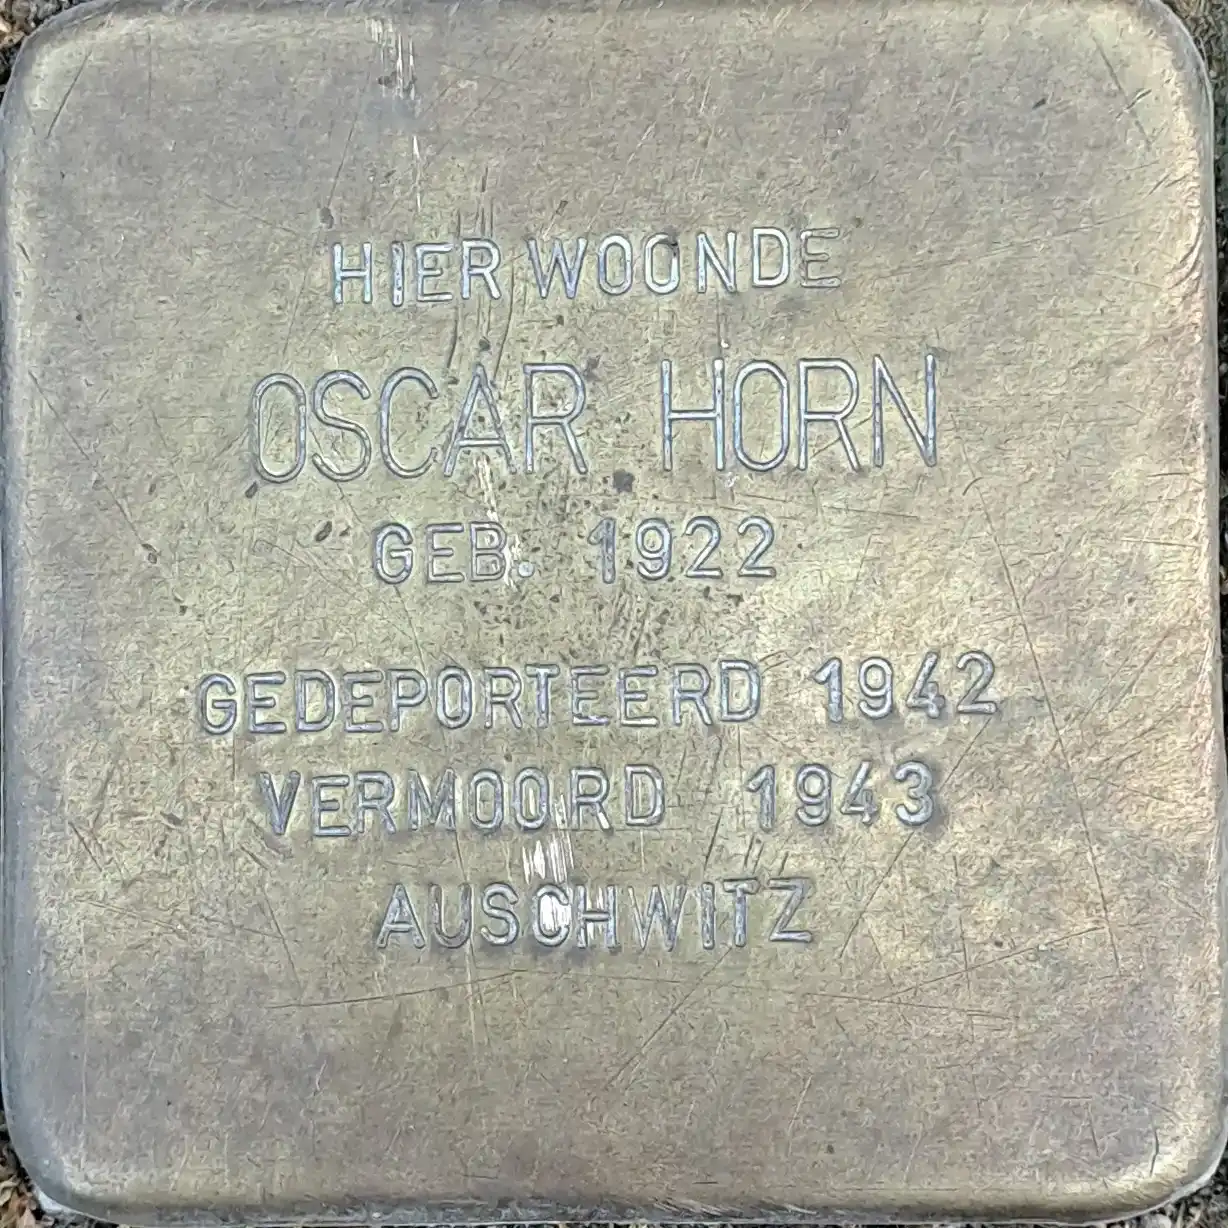 HIER WOONDE
OSCAR HORN
GEB. 1922
GEDEPORTEERD 1942
VERMOORD 1943
AUSCHWITZ